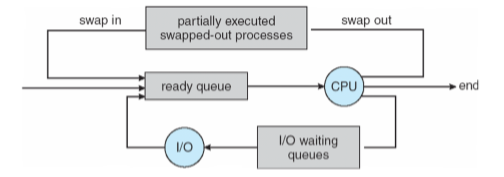 swap in
partially executed
swapped-out processes
swap out
ready queue
CPU
end
I/O
I/O waiting
queues